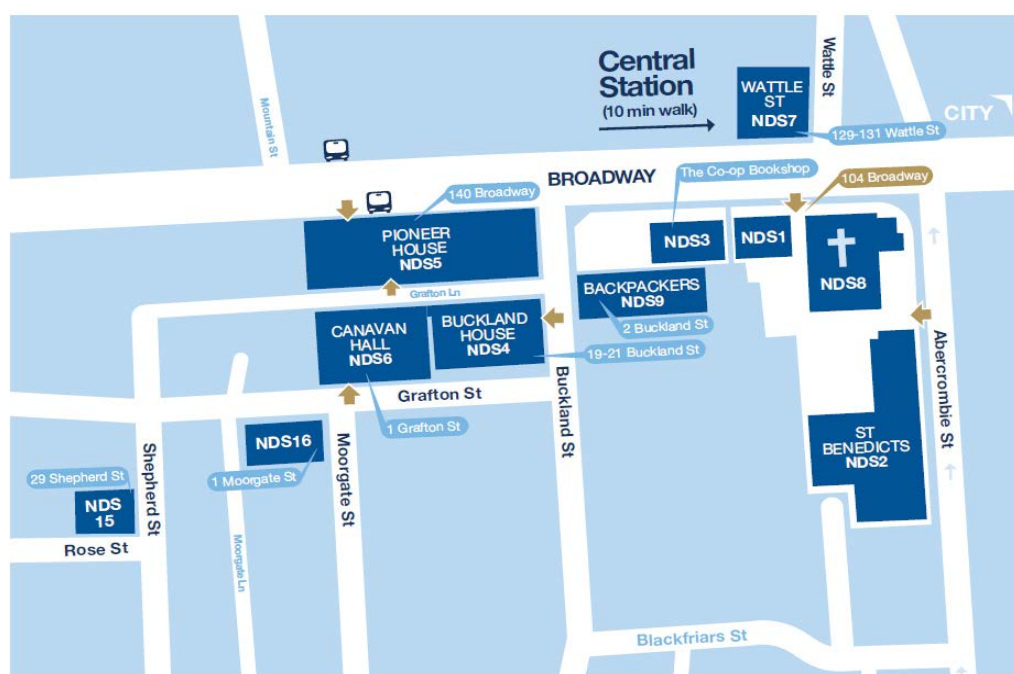 Central
Station
(10 min walk)
Wattle St
WATTLE
ST
NDS7
CITY
129-131 Wattle St
Mountain St
BROADWAY
The Co-op Bookshop
104 Broadway
140 Broadway
PIONEER
HOUSE
NDS5
NDS3
NDS1
NDS8
Grafton Ln
BACKPACKERS
NDS9
2 Buckland St
CANAVAN
HALL
NDS6
BUCKLAND
HOUSE
NDS4
19-21 Buckland St
Abercrombie St
Buckland St
Grafton St
1 Grafton St
ST
BENEDICTS
NDS2
NDS16
1 Moorgate St
Moorgate St
Shepherd St
29 Shepherd St
NDS
15
Rose St
Moorgate Ln
Blackfriars St